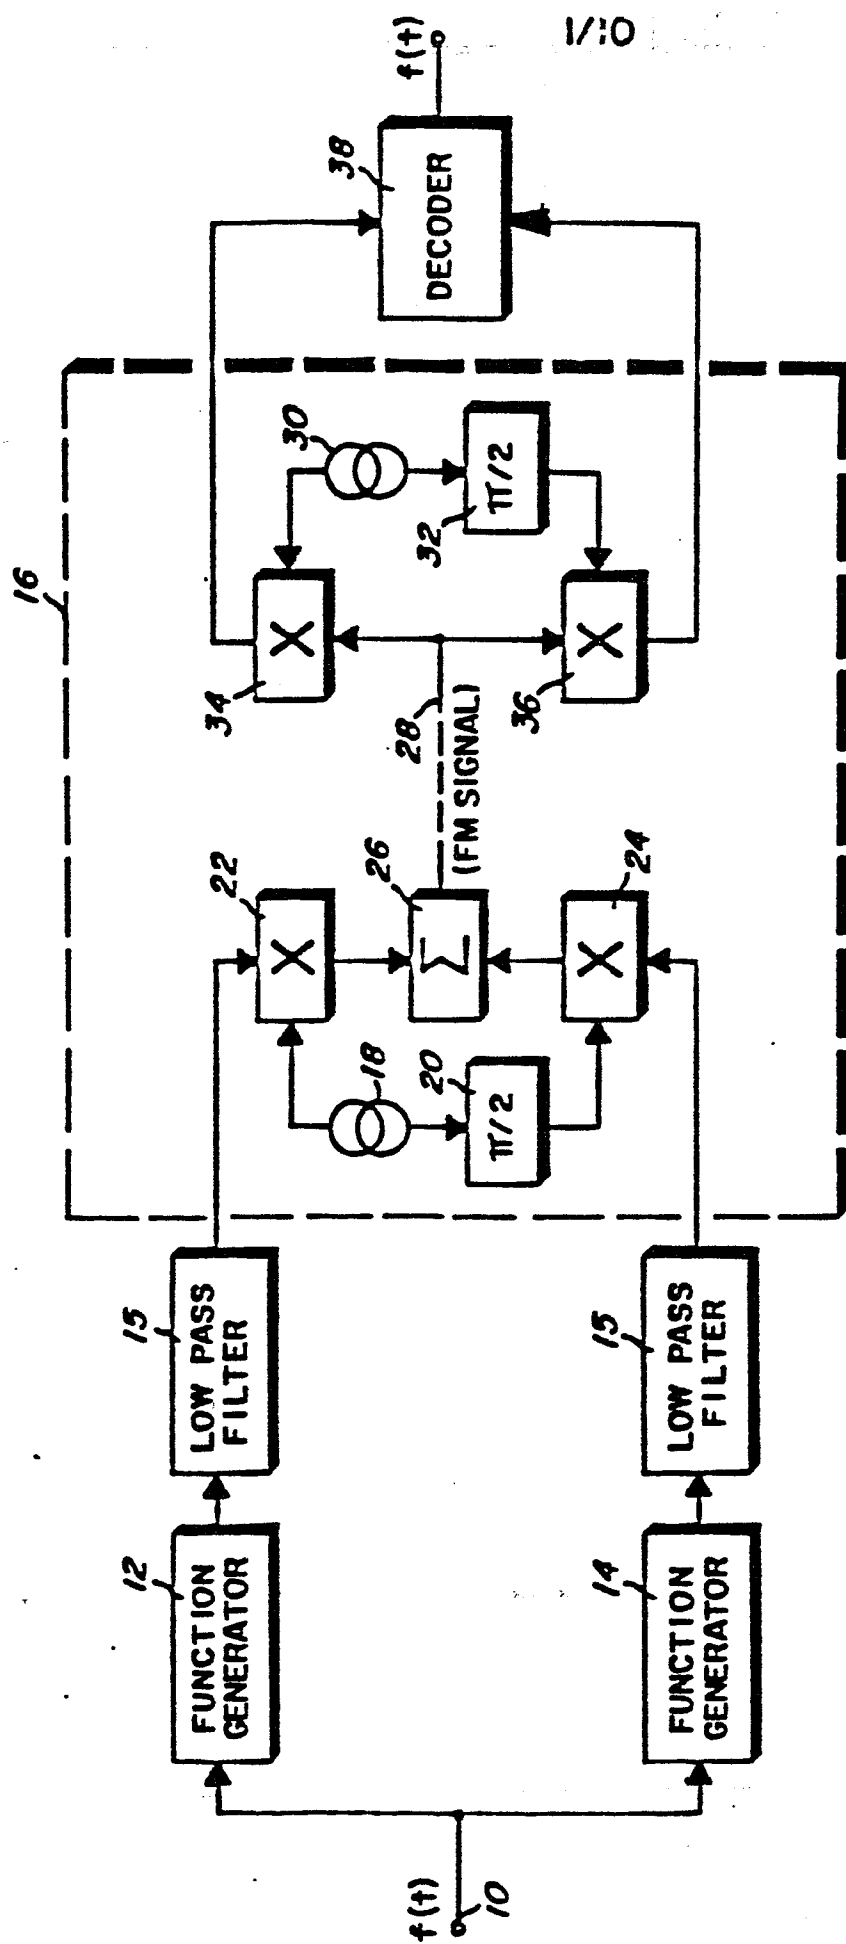 1/10
f(t)
10
12
FUNCTION
GENERATOR
14
FUNCTION
GENERATOR
15
LOW PASS
FILTER
15
LOW PASS
FILTER
16
18
20
π/2
22
X
24
X
26
Σ
28
(FM SIGNAL)
30
32
π/2
34
X
36
X
38
DECODER
f(t)